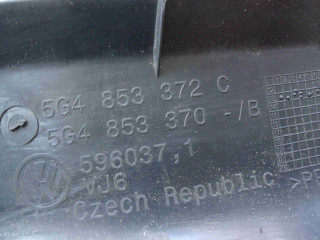 5G4 853 372 C
5G4 853 370 -/B
596037,1
VJ6
Czech Republic >P